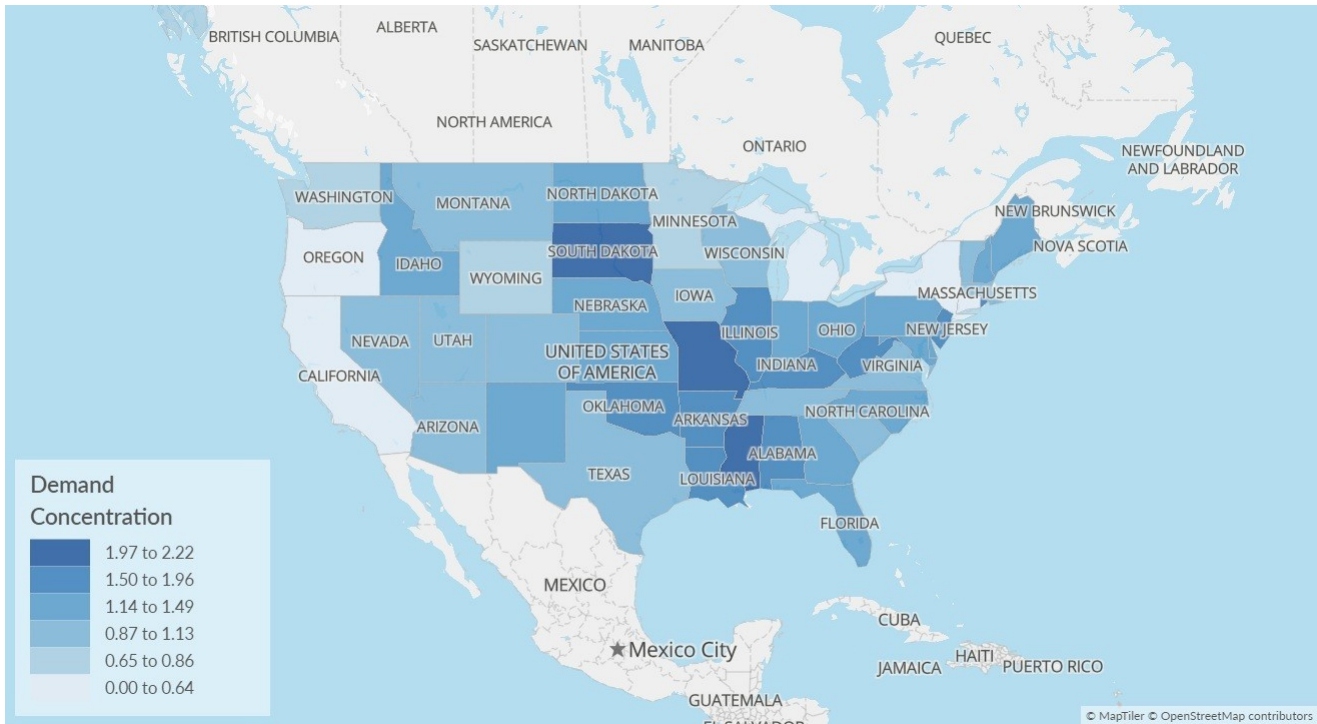 ALBERTA
BRITISH COLUMBIA
SASKATCHEWAN
MANITOBA
QUEBEC
NORTH AMERICA
ONTARIO
NEWFOUNDLAND
AND LABRADOR
WASHINGTON
MONTANA
NORTH DAKOTA
MINNESOTA
NEW BRUNSWICK
NOVA SCOTIA
OREGON
IDAHO
SOUTH DAKOTA
WISCONSIN
WYOMING
MASSACHUSETTS
NEBRASKA
IOWA
NEVADA
UTAH
ILLINOIS
OHIO
NEW JERSEY
UNITED STATES
OF AMERICA
INDIANA
VIRGINIA
CALIFORNIA
OKLAHOMA
ARKANSAS
NORTH CAROLINA
ARIZONA
ALABAMA
TEXAS
LOUISIANA
FLORIDA
Demand
Concentration
1.97 to 2.22
1.50 to 1.96
1.14 to 1.49
0.87 to 1.13
0.65 to 0.86
0.00 to 0.64
MEXICO
Mexico City
CUBA
HAITI
JAMAICA
PUERTO RICO
GUATEMALA
EL SALVADOR
© MapTiler © OpenStreetMap contributors